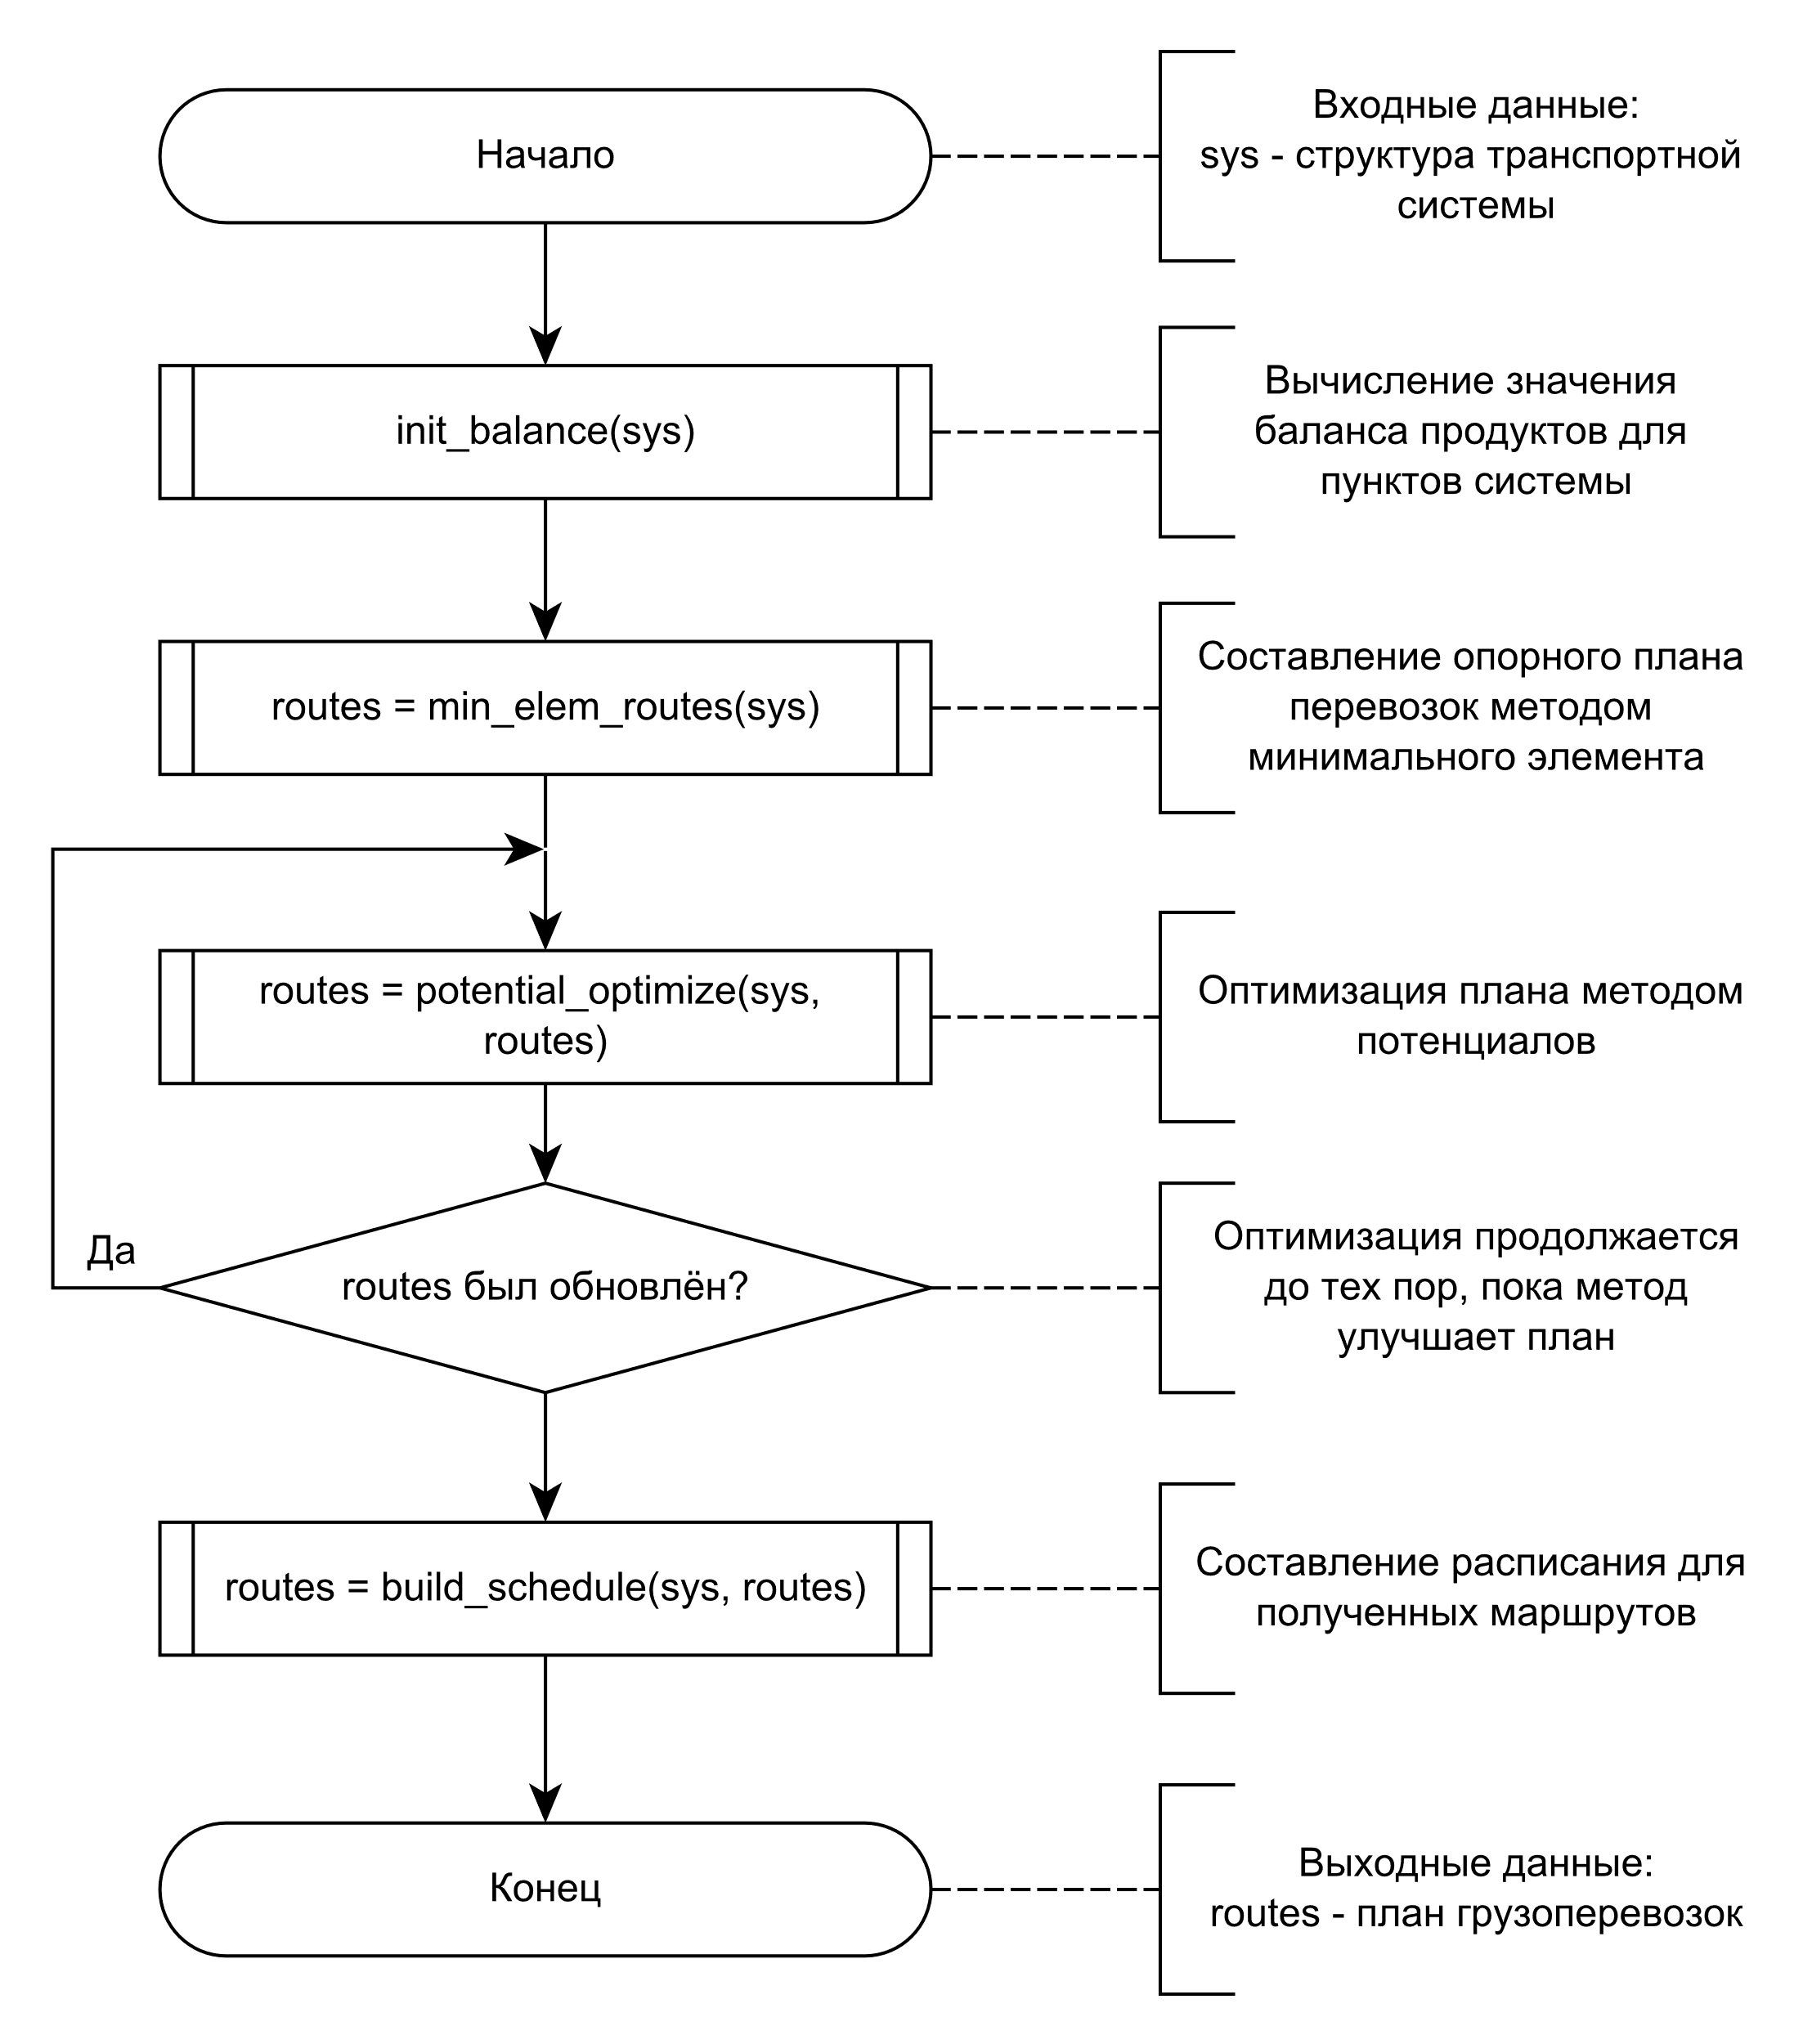 Начало
Входные данные:
sys - структура транспортной
системы
init_balance(sys)
Вычисление значения
баланса продуктов для
пунктов системы
routes = min_elem_routes(sys)
Составление опорного плана
перевозок методом
минимального элемента
routes = potential_optimize(sys,
routes)
Оптимизация плана методом
потенциалов
Да
routes был обновлён?
Оптимизация продолжается
до тех пор, пока метод
улучшает план
routes = build_schedule(sys, routes)
Составление расписания для
полученных маршрутов
Конец
Выходные данные:
routes - план грузоперевозок